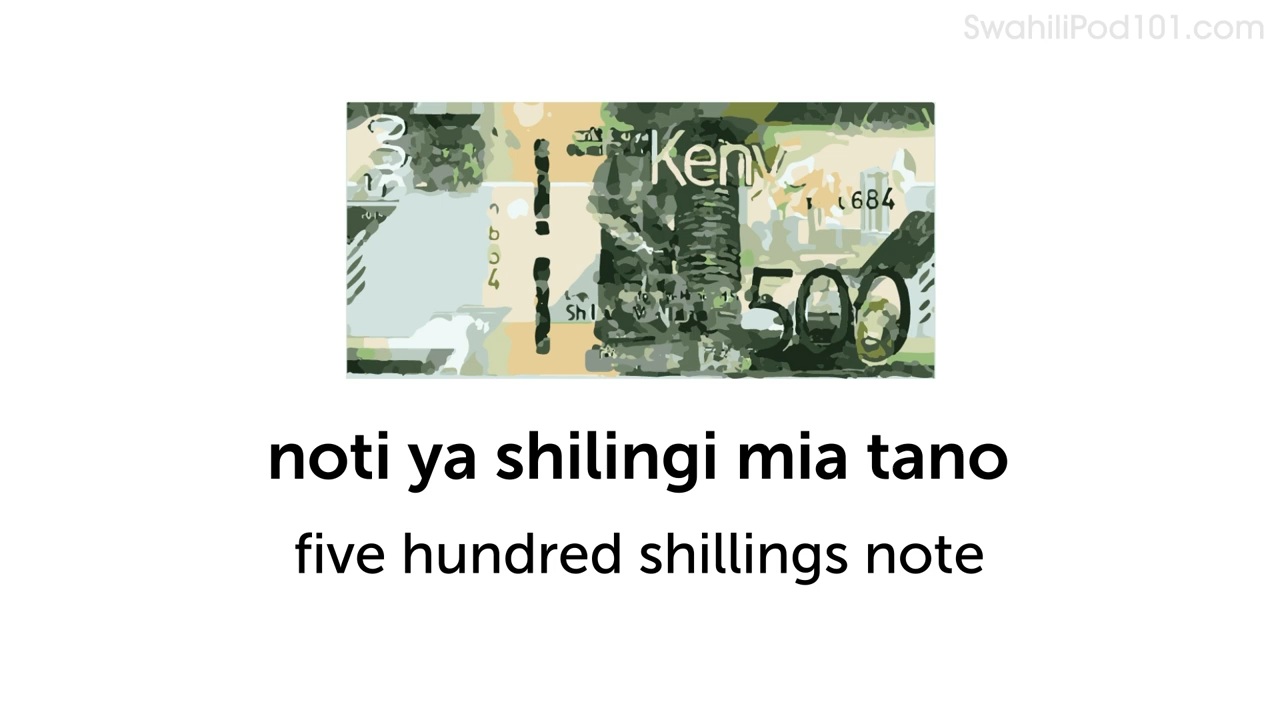 SwahiliPod101.com
Keny
684
500
noti ya shilingi mia tano
five hundred shillings note